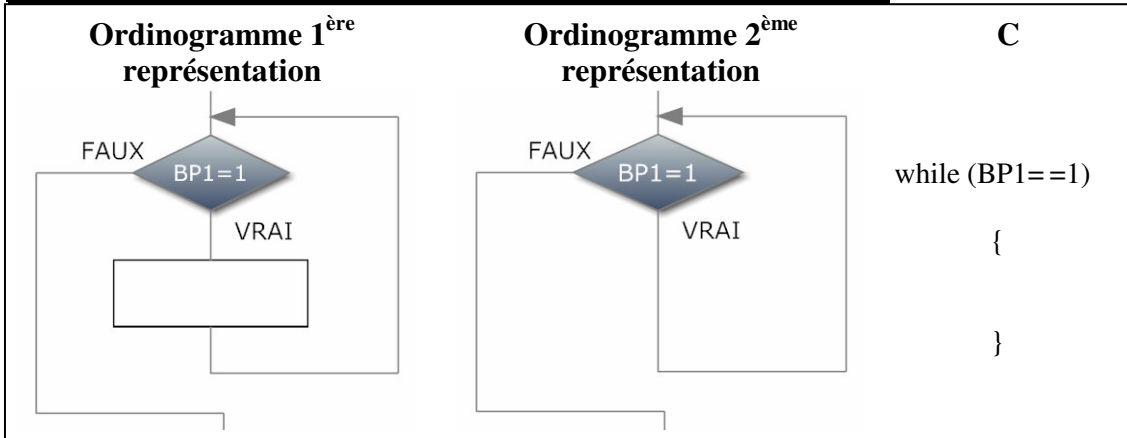 Ordinogramme 1ère
représentation
FAUX
BP1=1
VRAI
Ordinogramme 2ème
représentation
FAUX
BP1=1
VRAI
C
while (BP1= =1)
{
}